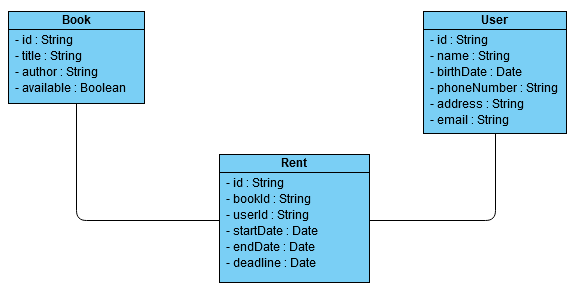 Book
- id : String
- title : String
- author : String
- available : Boolean
User
- id : String
- name : String
- birthDate : Date
- phoneNumber : String
- address : String
- email : String
Rent
- id : String
- bookId : String
- userId : String
- startDate : Date
- endDate : Date
- deadline : Date